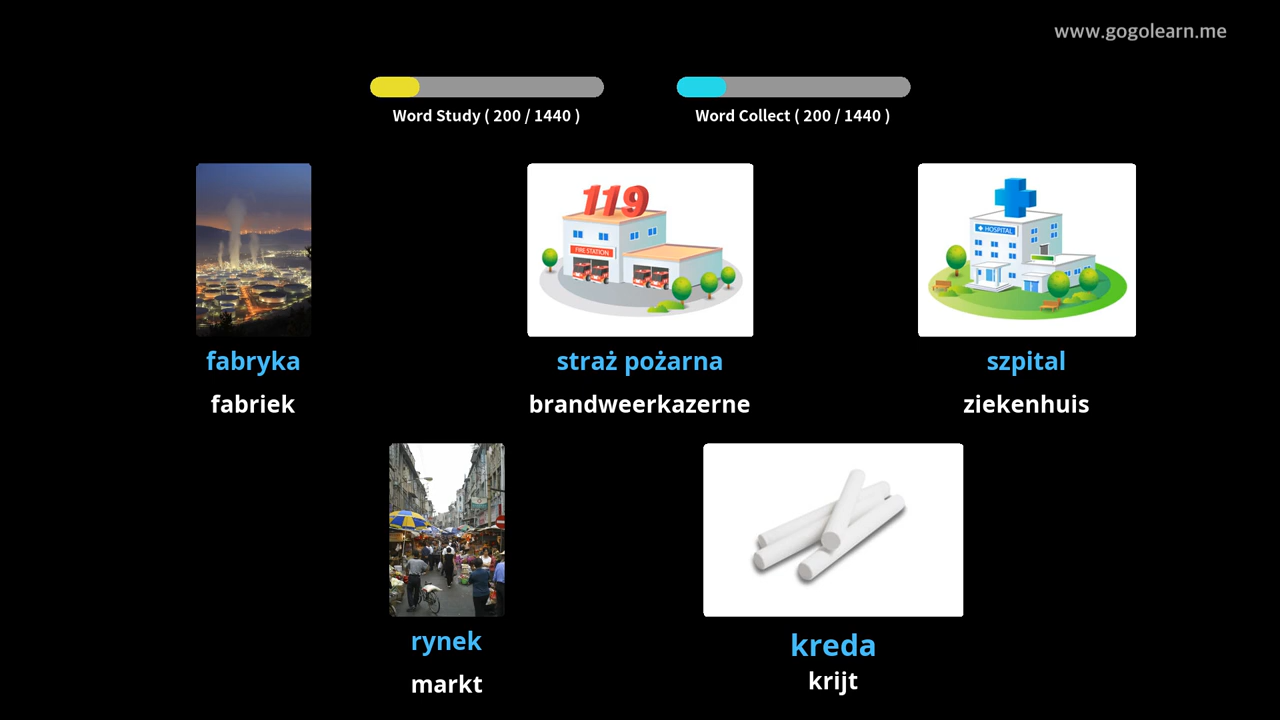 www.gogolearn.me
Word Study ( 200 / 1440 )
Word Collect ( 200 / 1440 )
119
FIRE STATION
HOSPITAL
fabryka
straż pożarna
szpital
fabriek
brandweerkazerne
ziekenhuis
rynek
kreda
markt
krijt